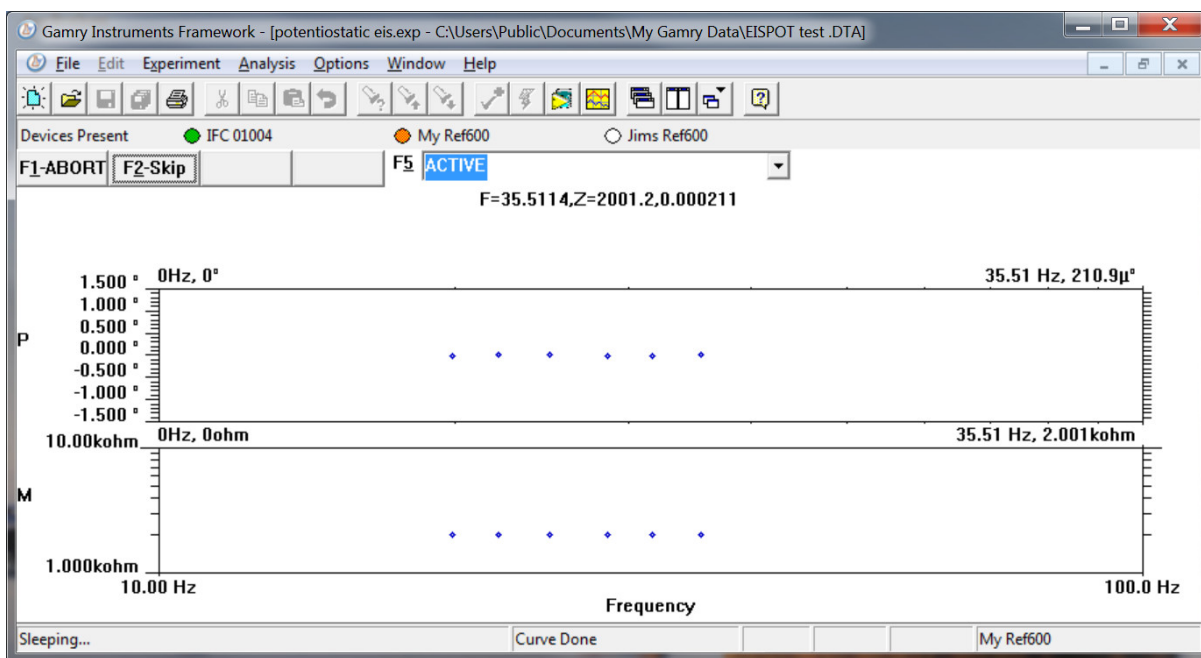 Gamry Instruments Framework - [potentiostatic eis.exp - C:\Users\Public\Documents\My Gamry Data\EISPOT test .DTA]
File Edit Experiment Analysis Options Window Help
Devices Present IFC 01004 My Ref600 Jims Ref600
F1-ABORT F2-Skip F5 ACTIVE
F=35.5114,Z=2001.2,0.000211
0Hz, 0° 35.51 Hz, 210.9µ°
1.500 °
1.000 °
0.500 °
P
0.000 °
-0.500 °
-1.000 °
-1.500 °
0Hz, 0ohm 35.51 Hz, 2.001kohm
10.00kohm
M
1.000kohm
10.00 Hz 100.0 Hz
Frequency
Sleeping... Curve Done My Ref600